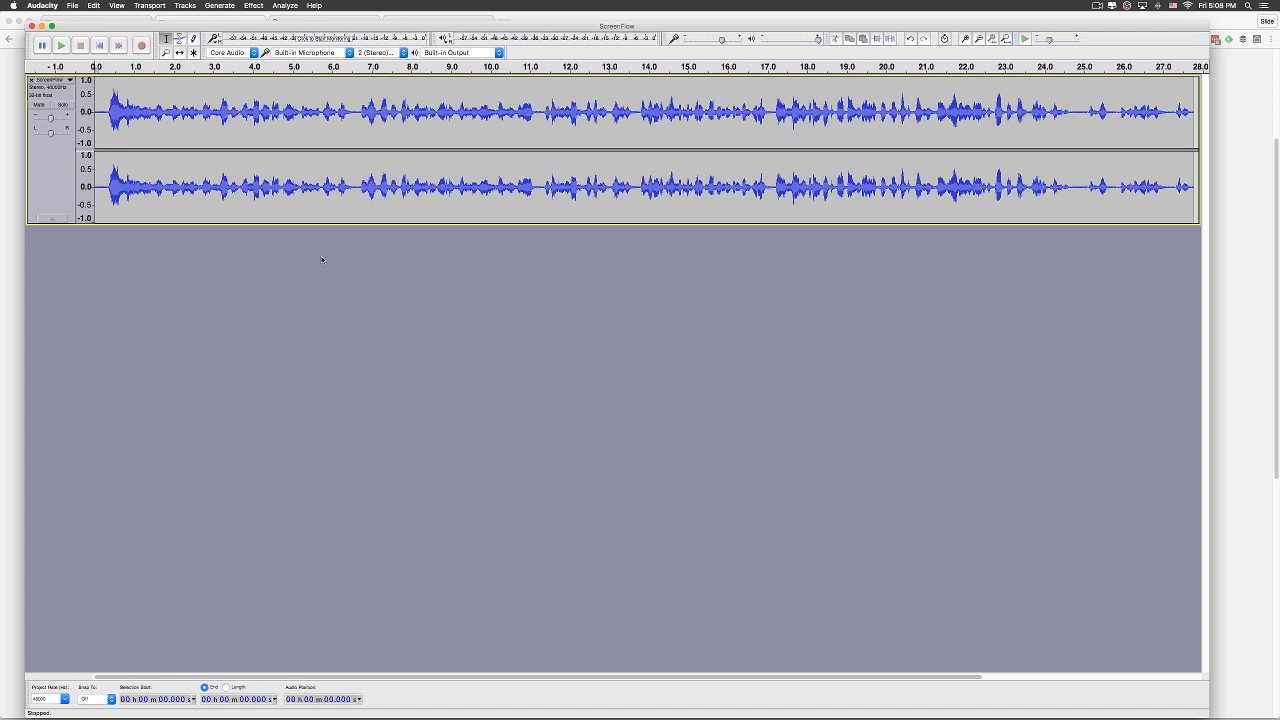 Audacity File Edit View Transport Tracks Generate Effect Analyze Help Fri 5:08 PM
ScreenFlow
Slide
Click to Start Monitoring
Core Audio Built-in Microphone 2 (Stereo)... Built-in Output
- 1.0 0.0 1.0 2.0 3.0 4.0 5.0 6.0 7.0 8.0 9.0 10.0 11.0 12.0 13.0 14.0 15.0 16.0 17.0 18.0 19.0 20.0 21.0 22.0 23.0 24.0 25.0 26.0 27.0 28.0
ScreenFlow
Stereo, 48000Hz
32-bit float
Mute Solo
- +
L R
1.0
0.5
0.0
-0.5
-1.0
1.0
0.5
0.0
-0.5
-1.0
Project Rate (Hz): Snap To: Selection Start: End Length Audio Position:
48000 Off 00 h 00 m 00.000 s 00 h 00 m 00.000 s 00 h 00 m 00.000 s
Stopped.